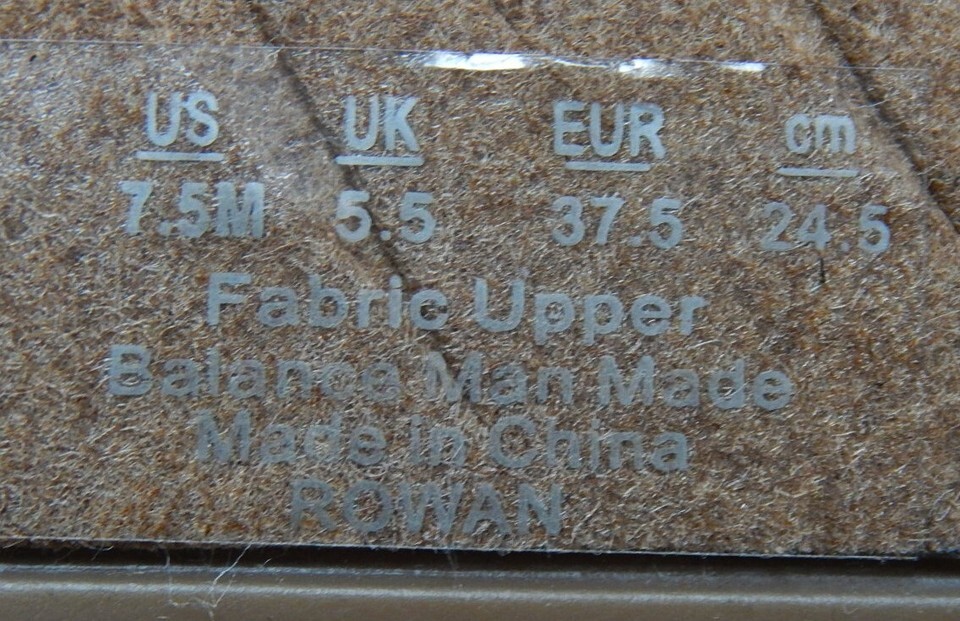 US UK EUR cm
7.5M 5.5 37.5 24.5
Fabric Upper
Balance Man Made
Made in China
ROWAN